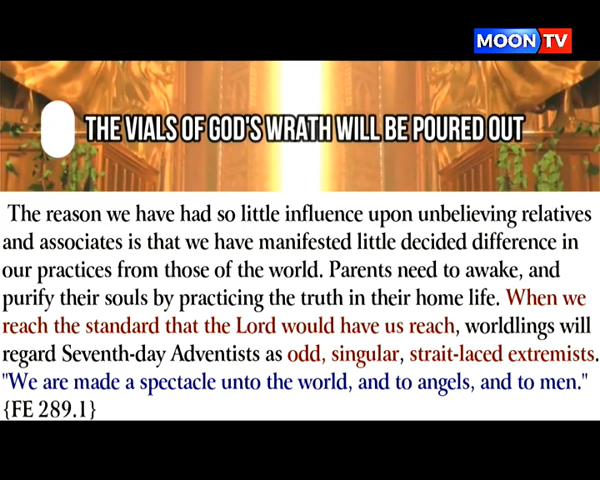 MOON TV
THE VIALS OF GOD'S WRATH WILL BE POURED OUT
The reason we have had so little influence upon unbelieving relatives
and associates is that we have manifested little decided difference in
our practices from those of the world. Parents need to awake, and
purify their souls by practicing the truth in their home life. When we
reach the standard that the Lord would have us reach, worldlings will
regard Seventh-day Adventists as odd, singular, strait-laced extremists.
"We are made a spectacle unto the world, and to angels, and to men."
{FE 289.1}